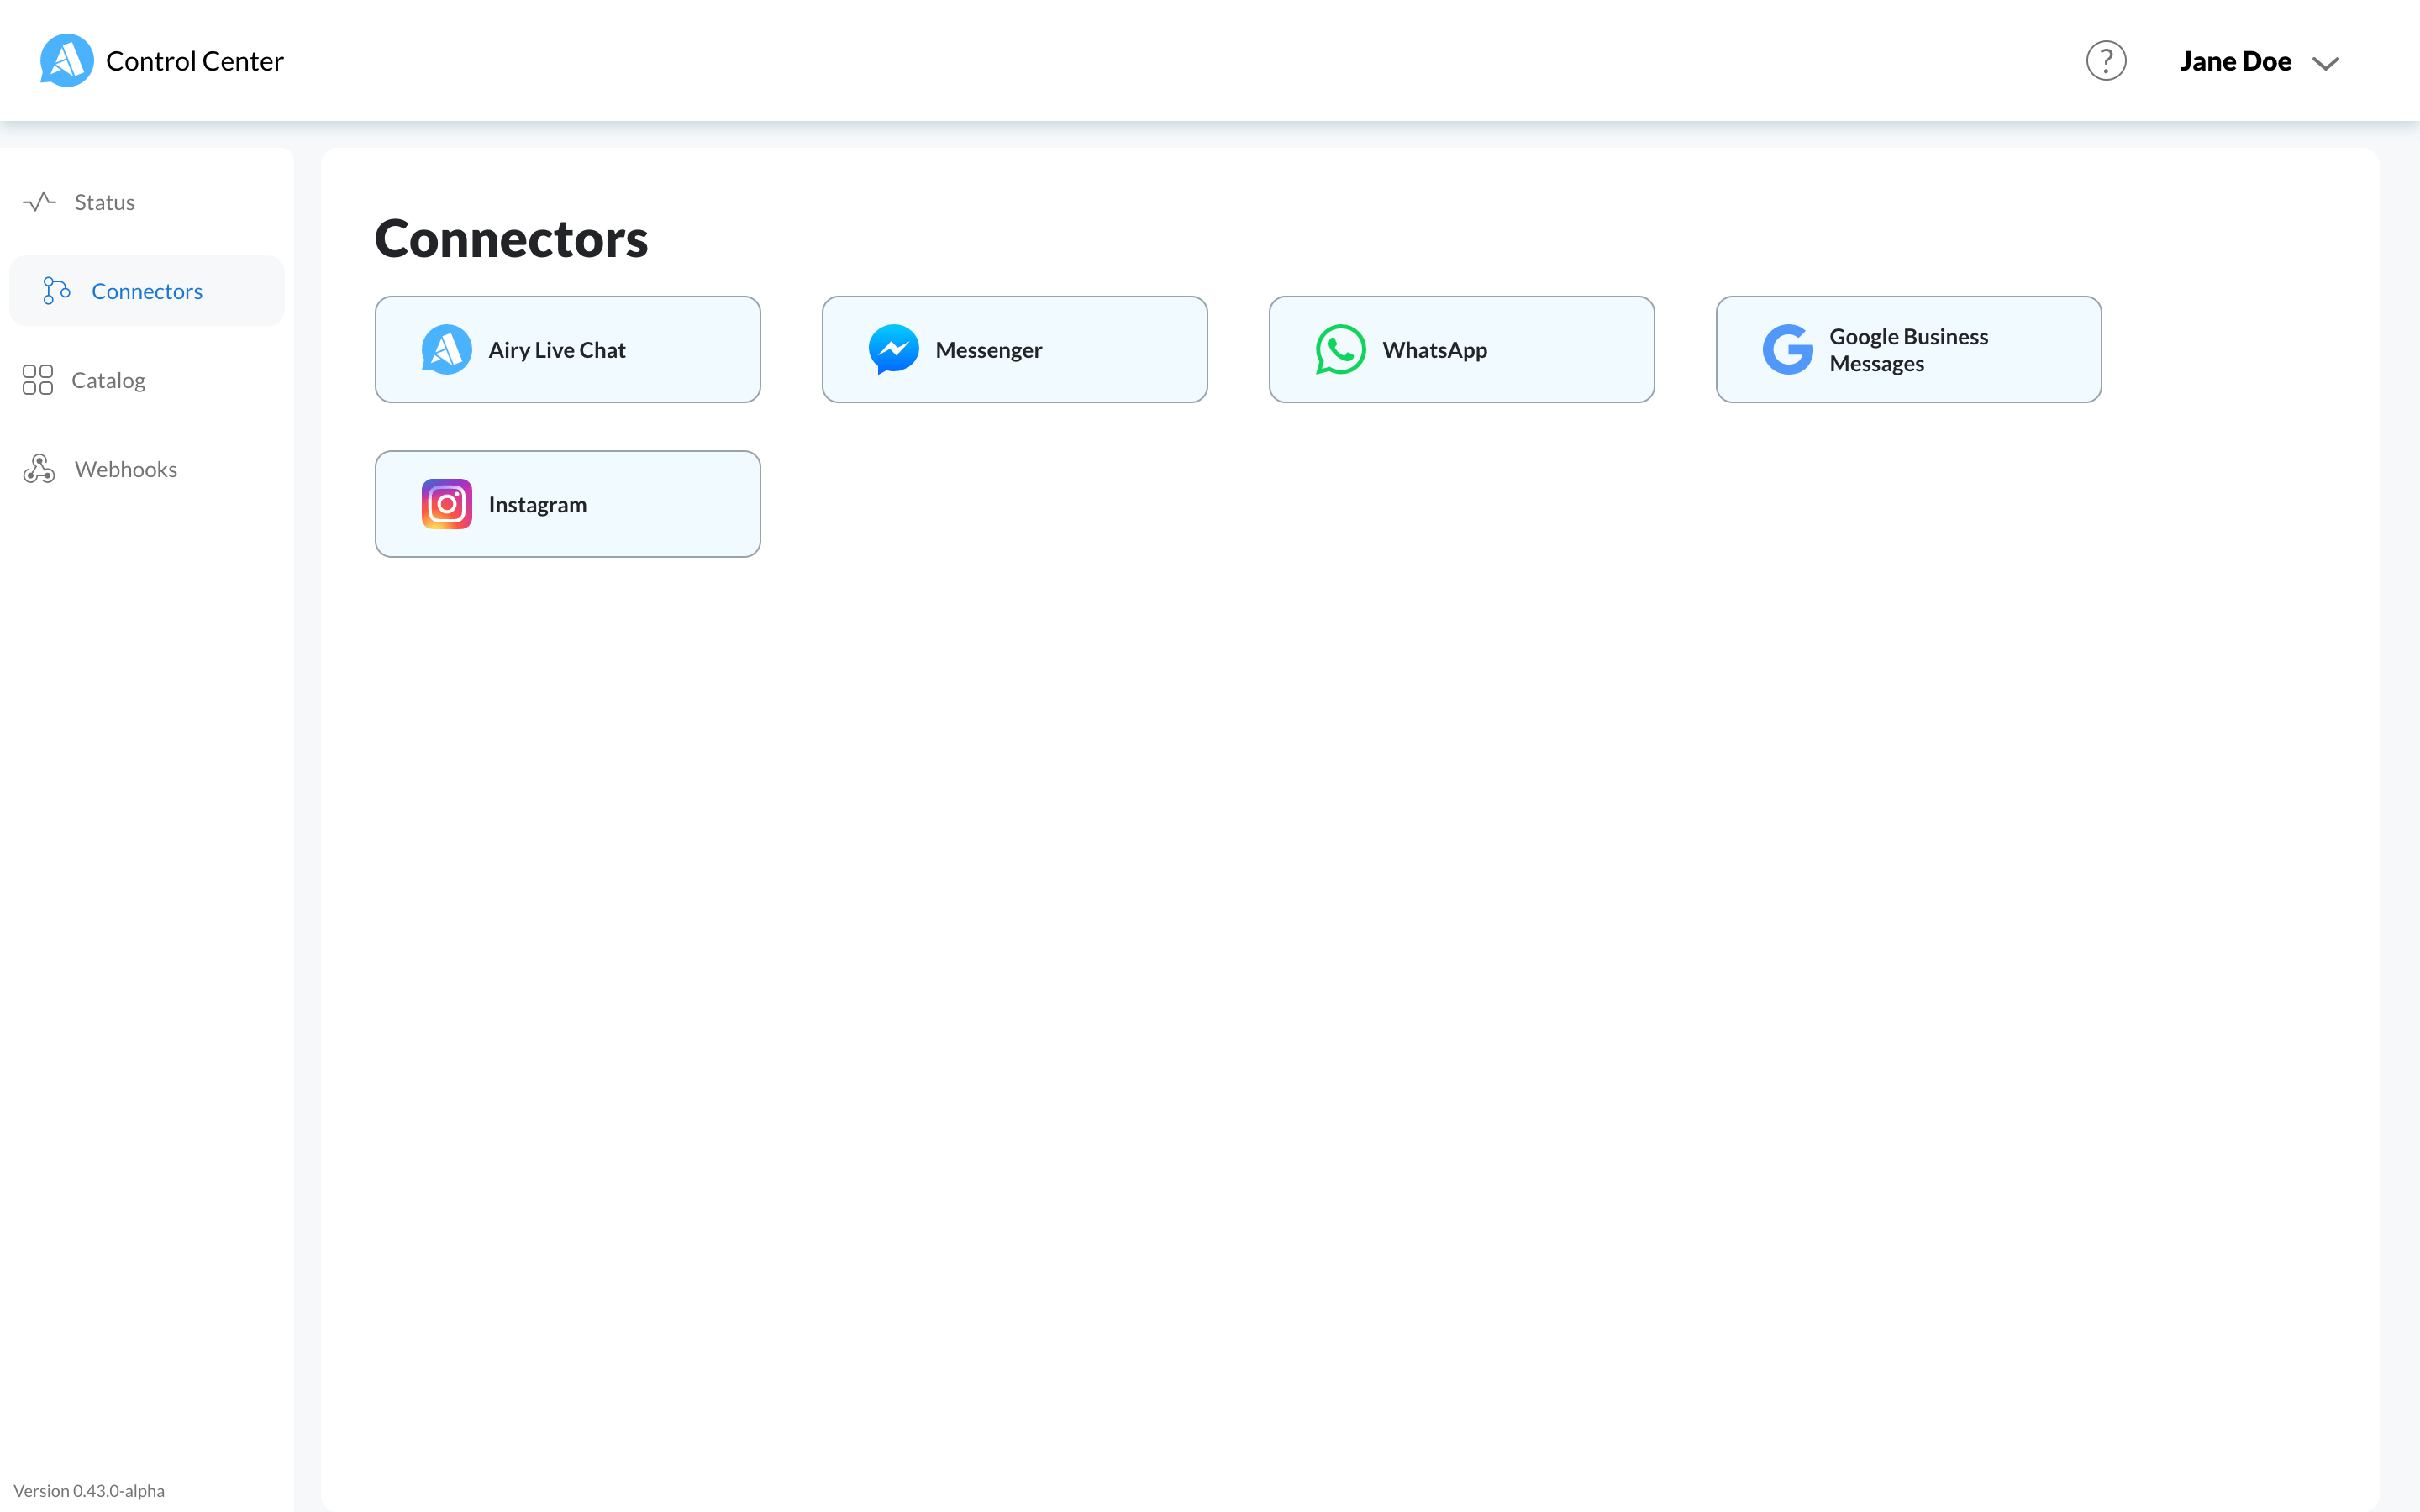 Control Center
?
Jane Doe
Status
Connectors
Catalog
Webhooks
Connectors
Airy Live Chat
Messenger
WhatsApp
Google Business
Messages
Instagram
Version 0.43.0-alpha